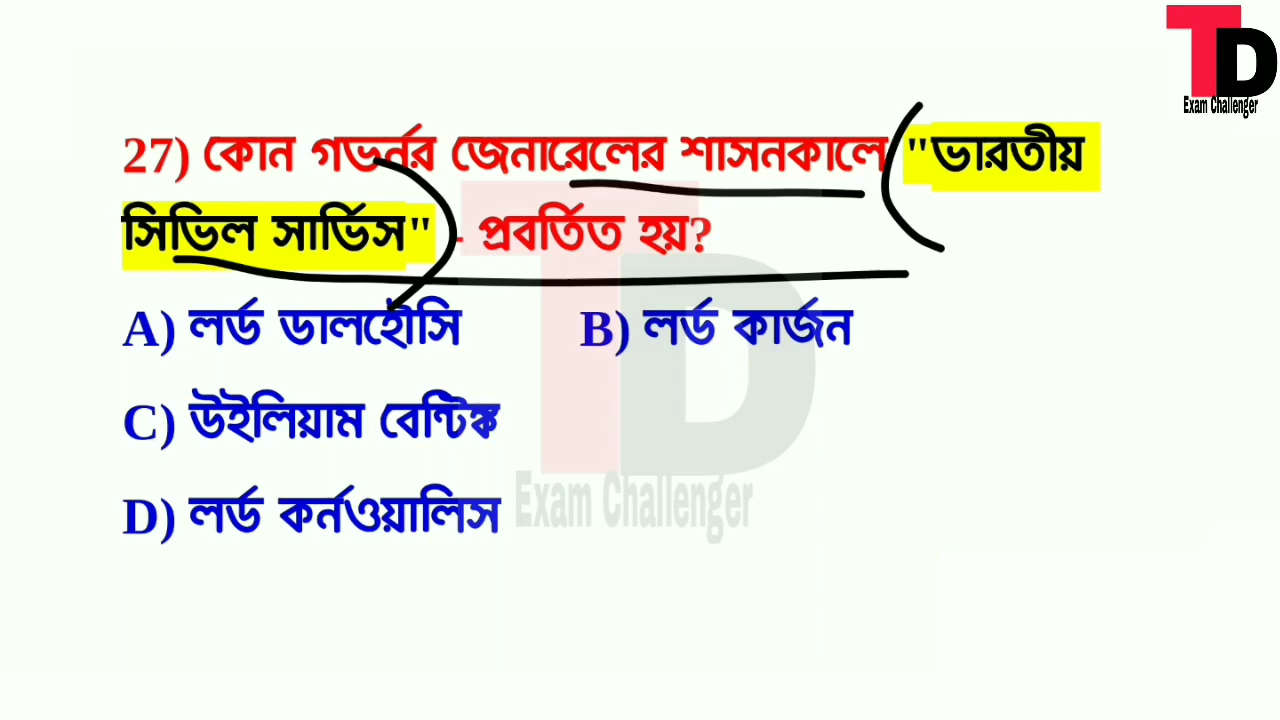 TD
Exam Challenger
27) কোন গভর্নর জেনারেলের শাসনকালে "ভারতীয়
সিভিল সার্ভিস" - প্রবর্তিত হয়?
A) লর্ড ডালহৌসি B) লর্ড কার্জন
C) উইলিয়াম বেন্টিঙ্ক
D) লর্ড কর্নওয়ালিস
TD
Exam Challenger